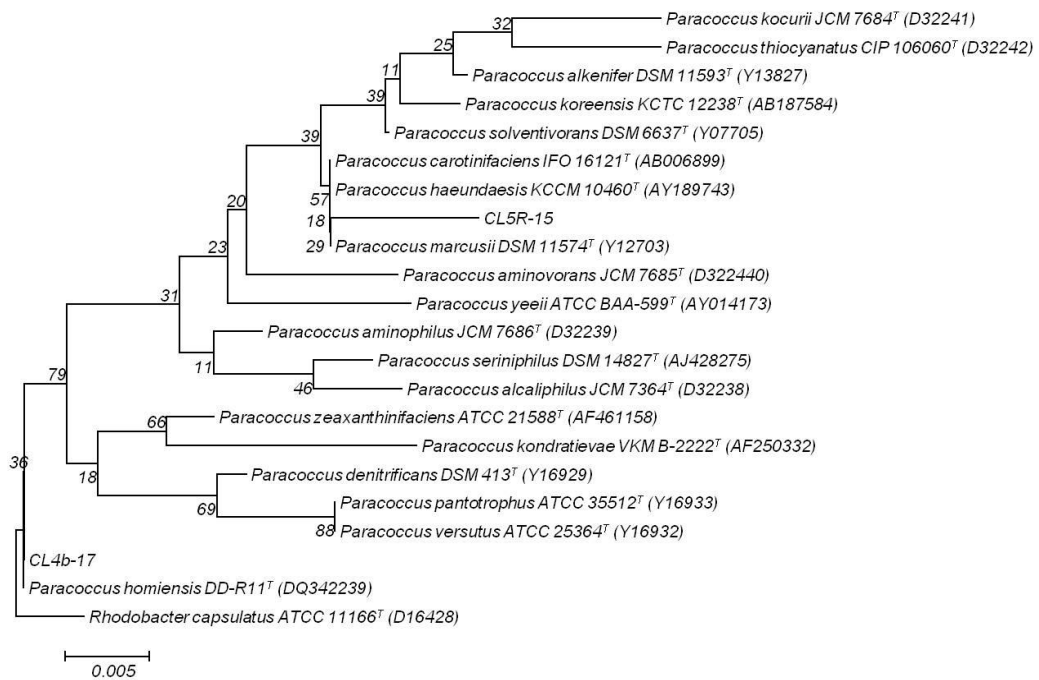 32 Paracoccus kocurii JCM 7684ᵀ (D32241)
25 Paracoccus thiocyanatus CIP 106060ᵀ (D32242)
11 Paracoccus alkenifer DSM 11593ᵀ (Y13827)
39 Paracoccus koreensis KCTC 12238ᵀ (AB187584)
39 Paracoccus solventivorans DSM 6637ᵀ (Y07705)
Paracoccus carotinifaciens IFO 16121ᵀ (AB006899)
57 Paracoccus haeundaesis KCCM 10460ᵀ (AY189743)
20 18 CL5R-15
23 29 Paracoccus marcusii DSM 11574ᵀ (Y12703)
Paracoccus aminovorans JCM 7685ᵀ (D322440)
31 Paracoccus yeeii ATCC BAA-599ᵀ (AY014173)
Paracoccus aminophilus JCM 7686ᵀ (D32239)
11 Paracoccus seriniphilus DSM 14827ᵀ (AJ428275)
79 46 Paracoccus alcaliphilus JCM 7364ᵀ (D32238)
66 Paracoccus zeaxanthinifaciens ATCC 21588ᵀ (AF461158)
Paracoccus kondratievae VKM B-2222ᵀ (AF250332)
36 18 Paracoccus denitrificans DSM 413ᵀ (Y16929)
69 Paracoccus pantotrophus ATCC 35512ᵀ (Y16933)
88 Paracoccus versutus ATCC 25364ᵀ (Y16932)
CL4b-17
Paracoccus homiensis DD-R11ᵀ (DQ342239)
Rhodobacter capsulatus ATCC 11166ᵀ (D16428)
0.005